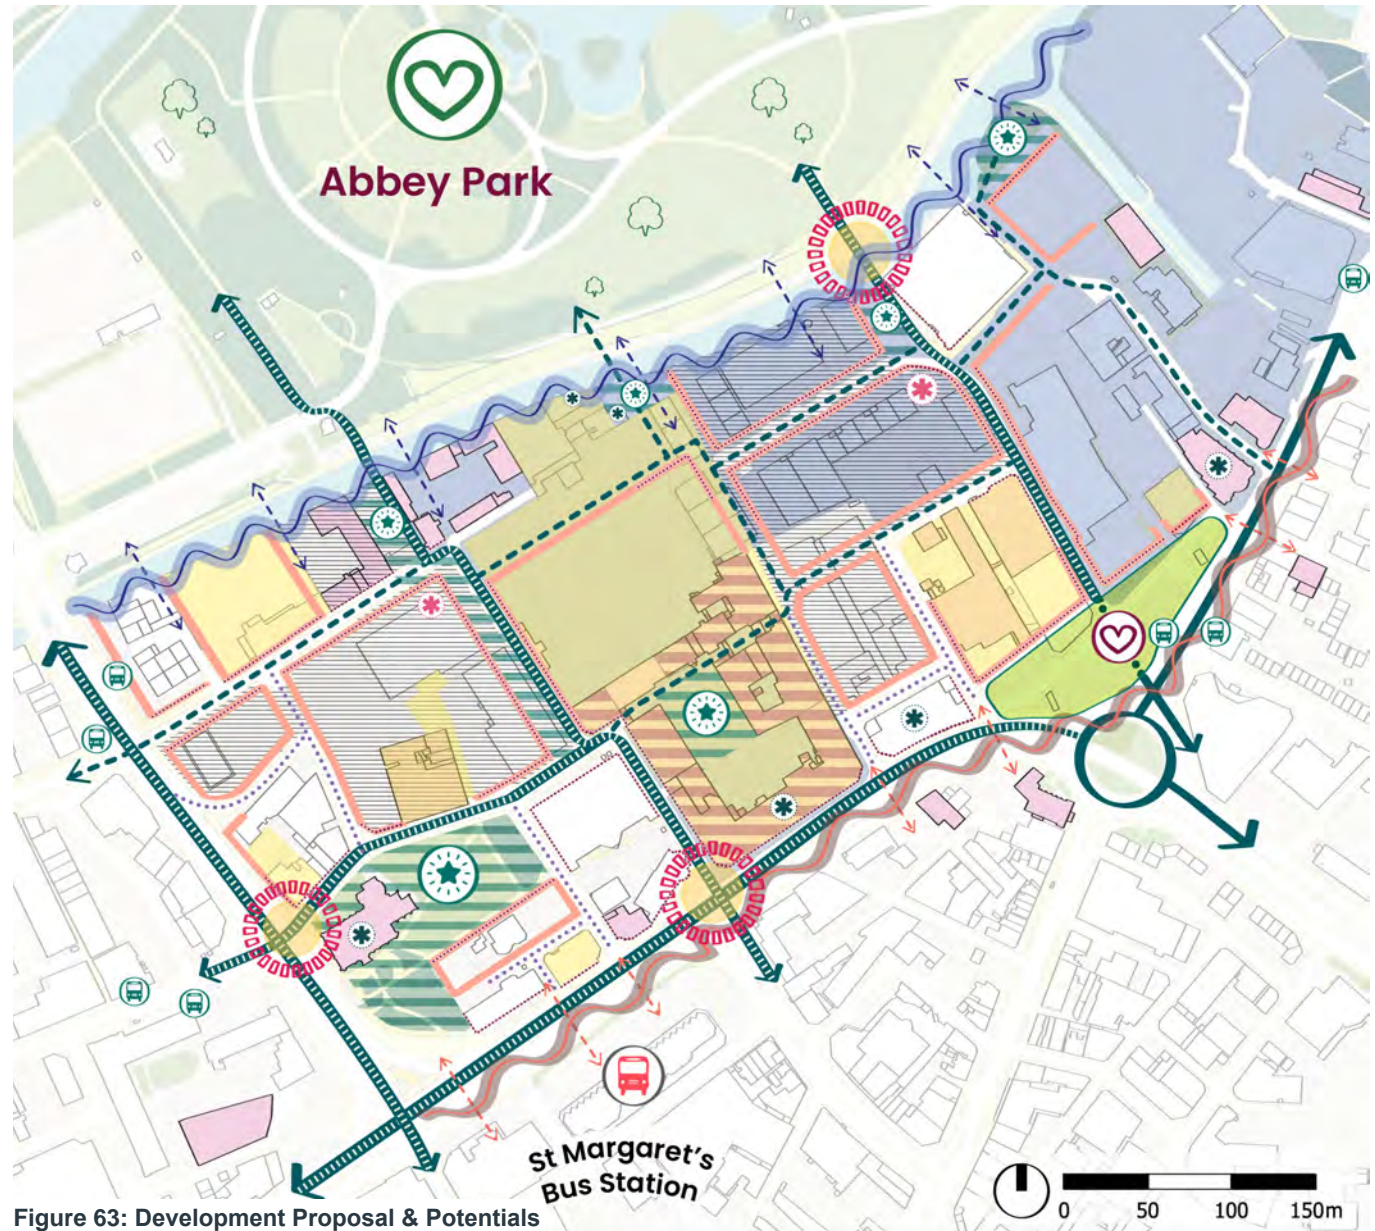 Abbey Park
St Margaret's
Bus Station
0 50 100 150m
Figure 63: Development Proposal & Potentials